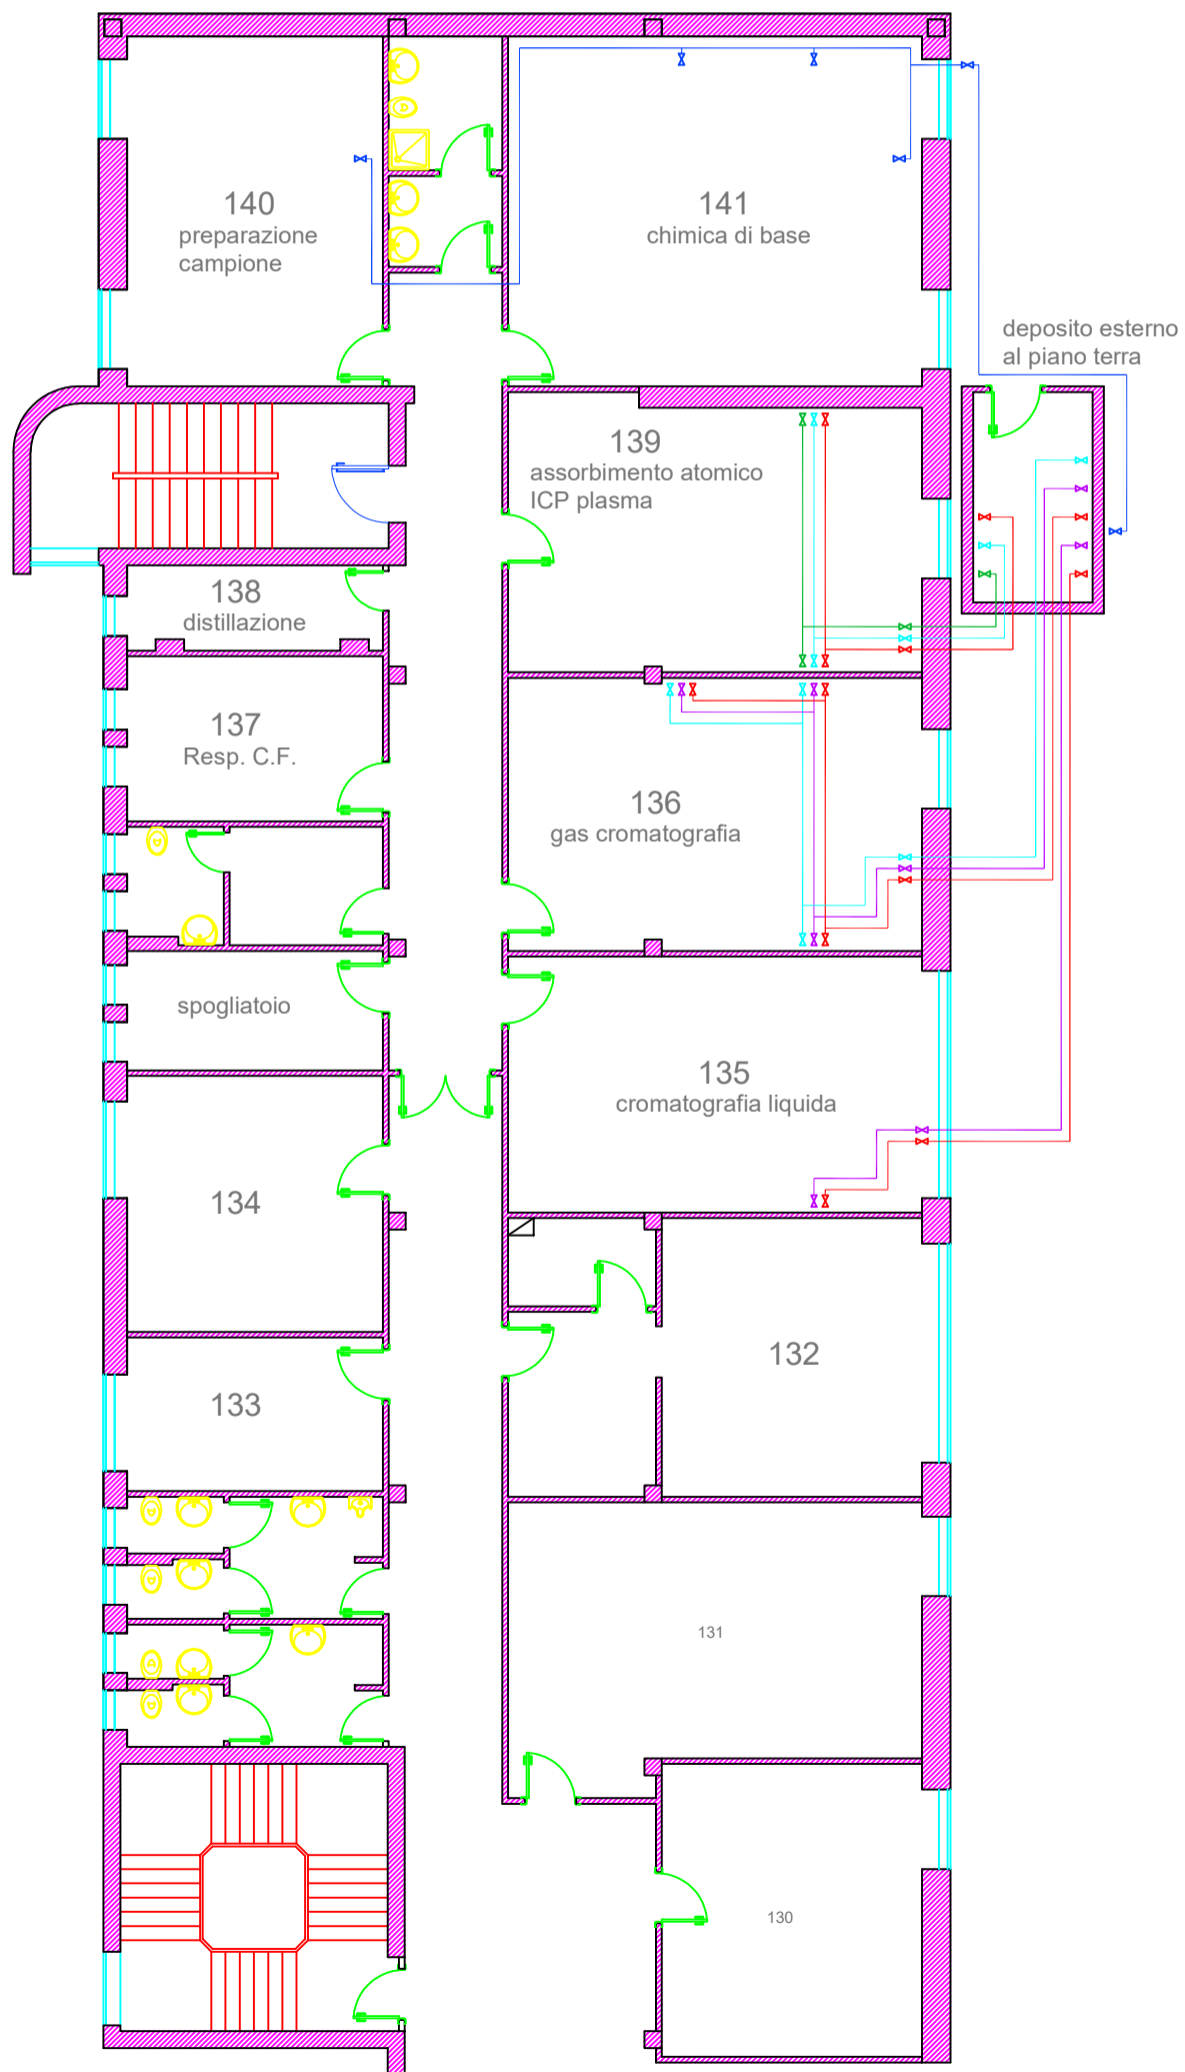 140
preparazione
campione
141
chimica di base
deposito esterno
al piano terra
139
assorbimento atomico
ICP plasma
138
distillazione
137
Resp. C.F.
136
gas cromatografia
spogliatoio
135
cromatografia liquida
134
132
133
131
130